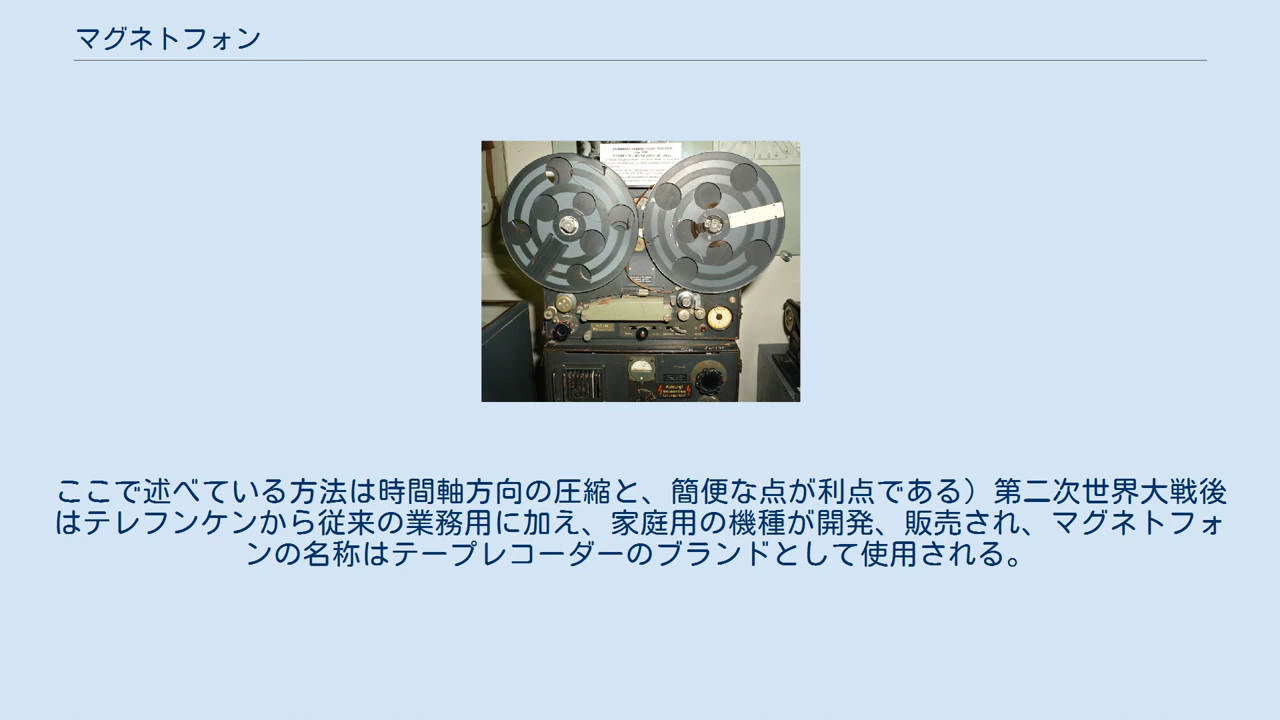 マグネトフォン
Achtung!
ここで述べている方法は時間軸方向の圧縮と、簡便な点が利点である）第二次世界大戦後
はテレフンケンから従来の業務用に加え、家庭用の機種が開発、販売され、マグネトフォ
ンの名称はテープレコーダーのブランドとして使用される。